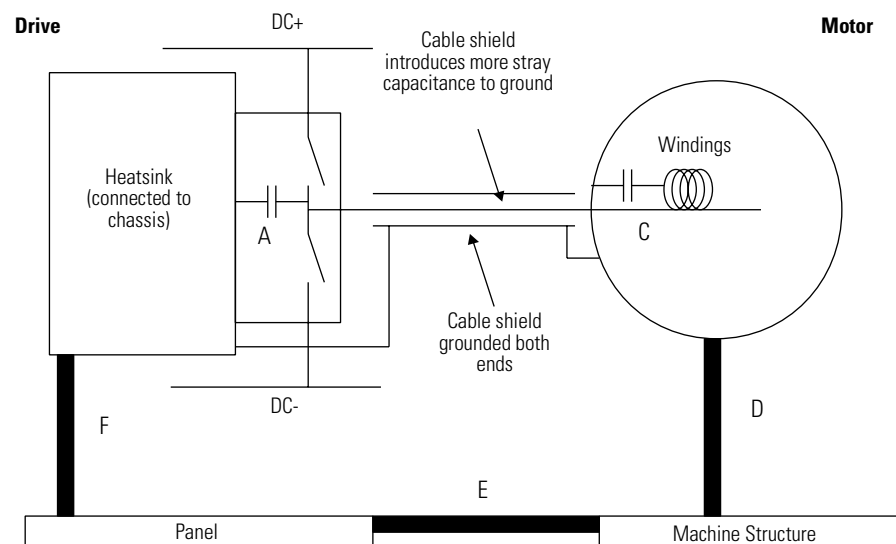 Drive
DC+
Cable shield
introduces more stray
capacitance to ground
Motor
Heatsink
(connected to
chassis)
A
Windings
C
Cable shield
grounded both
ends
DC-
F
D
E
Panel
Machine Structure